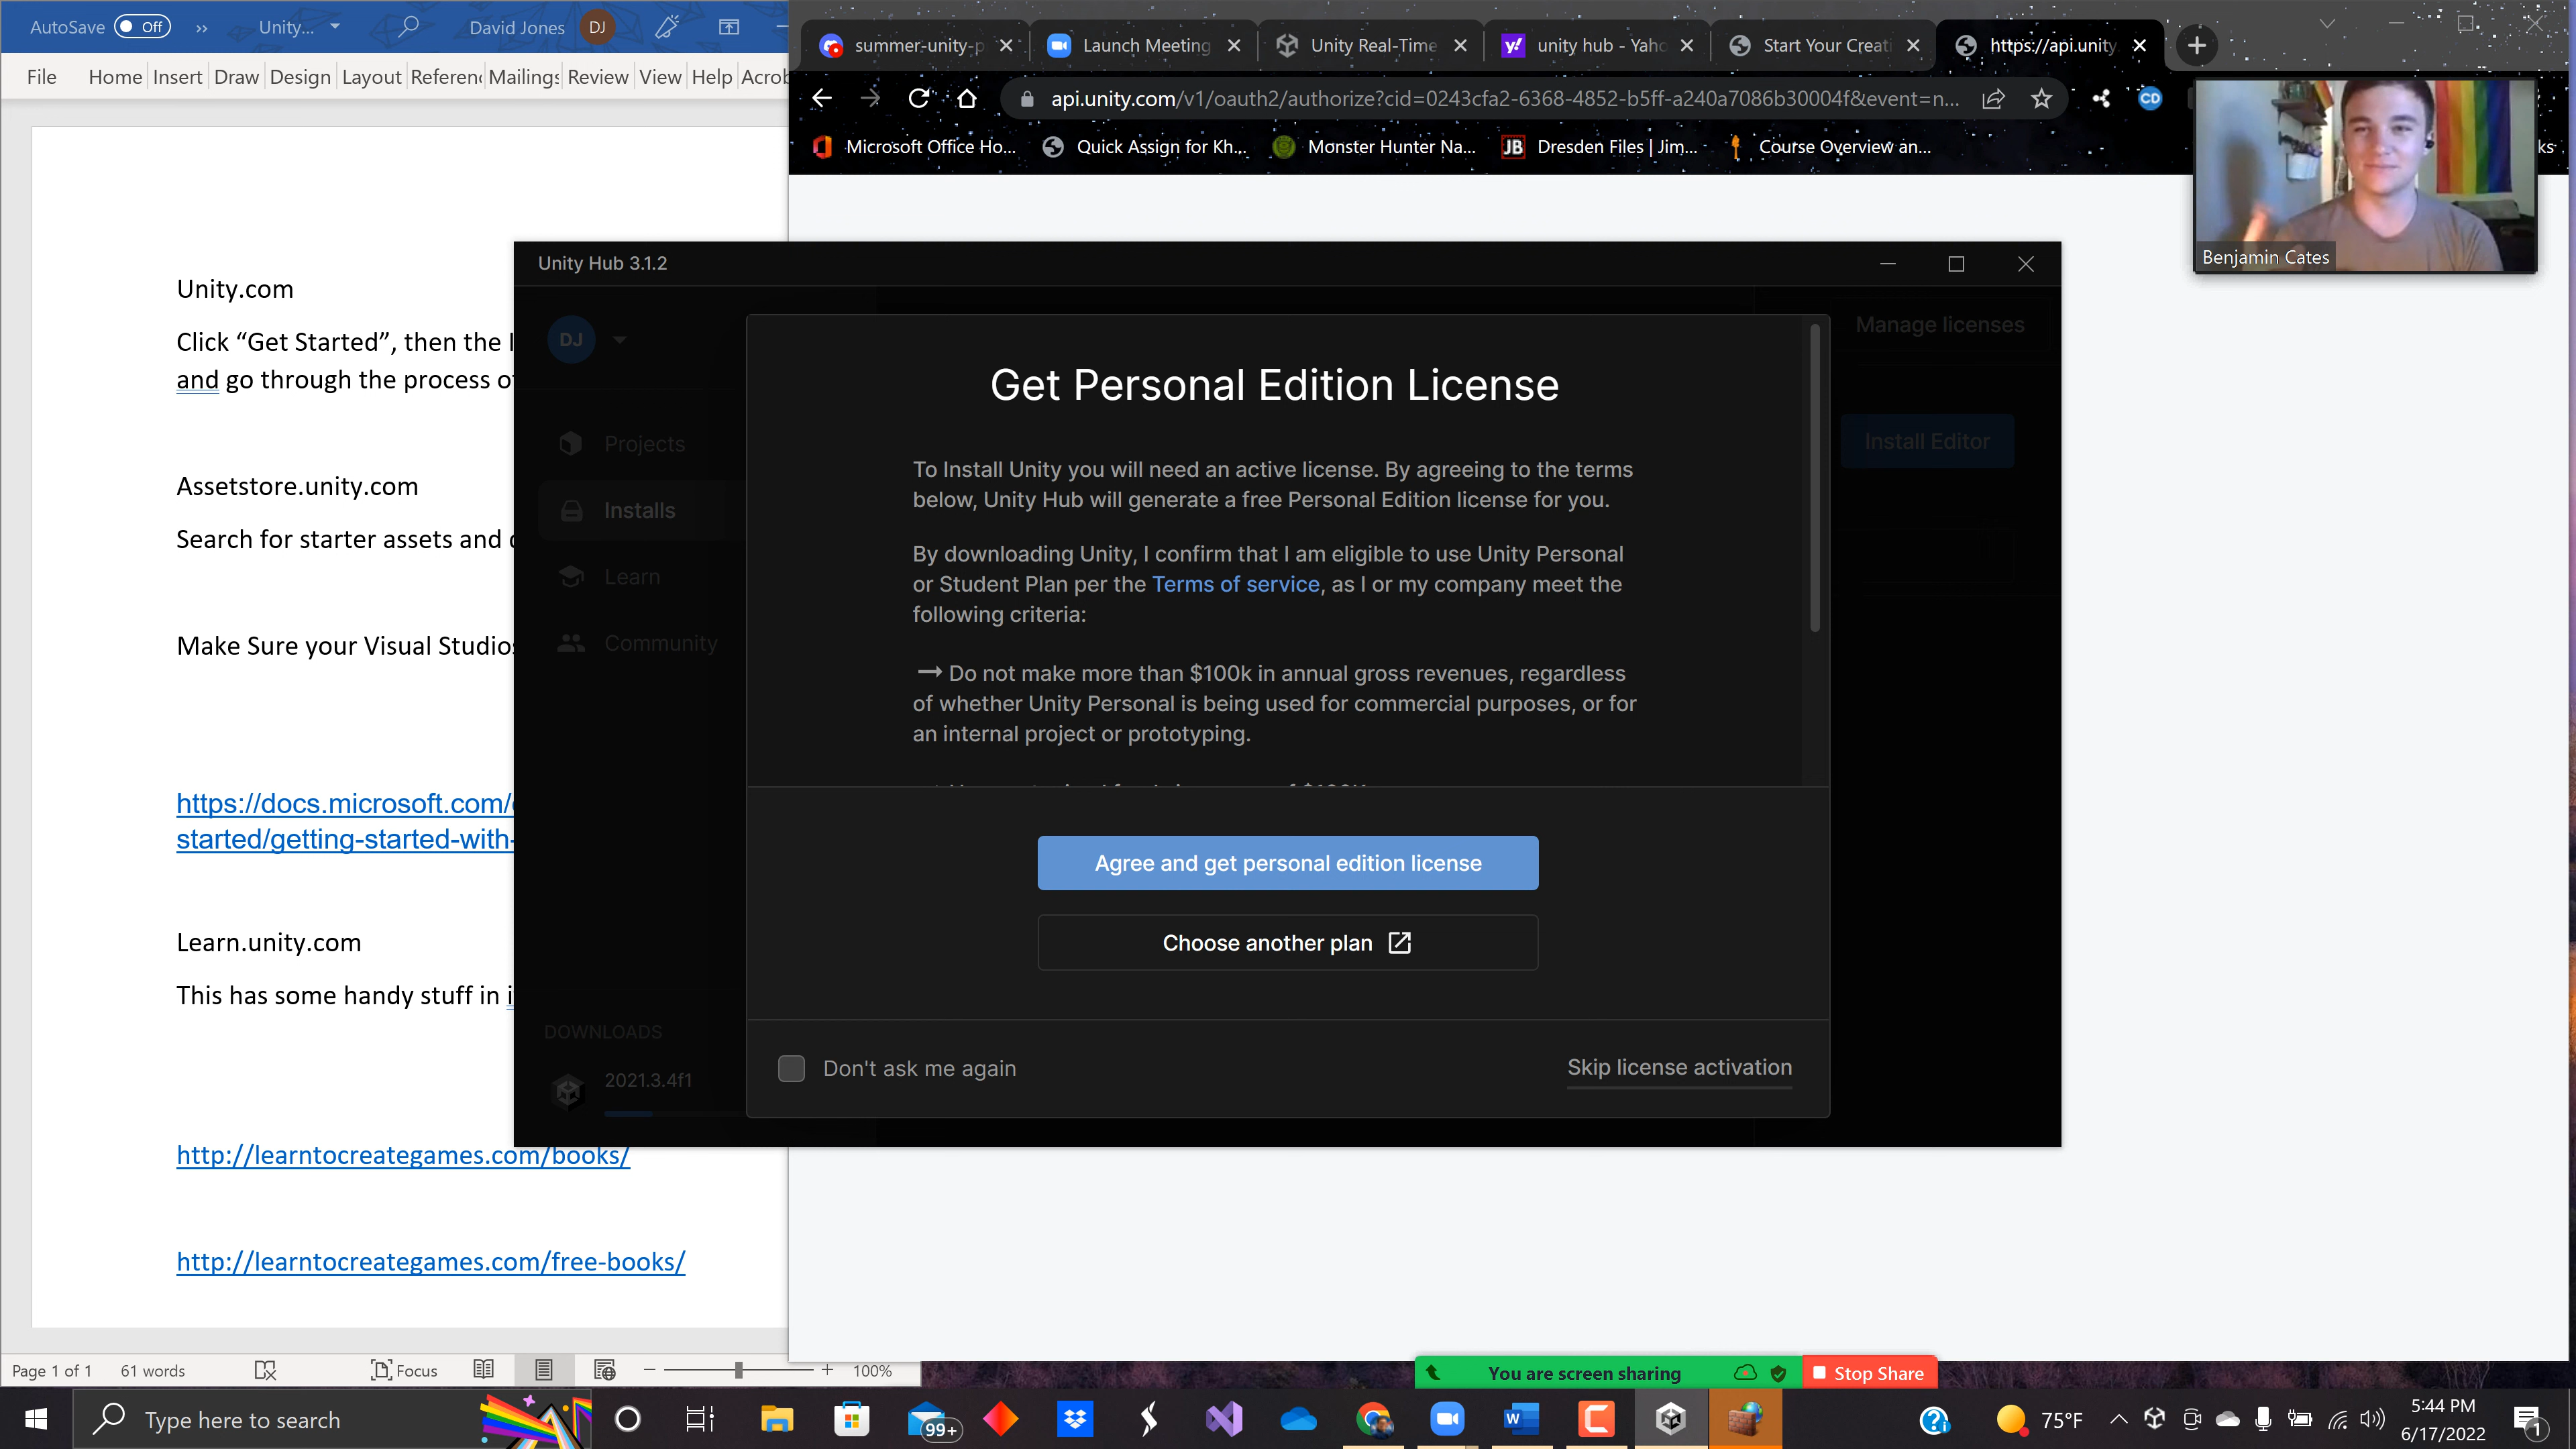 AutoSave Off
Unity...
David Jones DJ
File Home Insert Draw Design Layout Mailings Review View Help
Unity.com
Click “Get Started”, then the
and go through the process
Assetstore.unity.com
Search for starter assets and
Make Sure your Visual Studios
https://docs.microsoft.com/
started/getting-started-with-
Learn.unity.com
This has some handy stuff in
http://learntocreategames.com/books/
http://learntocreategames.com/free-books/
Page 1 of 1 61 words Focus 100%
summer-unity-p
Launch Meeting
Unity Real-Time
unity hub - Yaho
Start Your Creati
https://api.unity
api.unity.com/v1/oauth2/authorize?cid=0243cfa2-6368-4852-b5ff-a240a7086b30004f&event=n...
CD
Microsoft Office Ho... Quick Assign for Kh... Monster Hunter Na... JB Dresden Files | Jim... Course Overview an...
ks
Benjamin Cates
Unity Hub 3.1.2
DJ
Manage licenses
Install Editor
Projects
Installs
Learn
Community
DOWNLOADS
2021.3.4f1
Get Personal Edition License
To Install Unity you will need an active license. By agreeing to the terms
below, Unity Hub will generate a free Personal Edition license for you.
By downloading Unity, I confirm that I am eligible to use Unity Personal
or Student Plan per the Terms of service, as I or my company meet the
following criteria:
Do not make more than $100k in annual gross revenues, regardless
of whether Unity Personal is being used for commercial purposes, or for
an internal project or prototyping.
Agree and get personal edition license
Choose another plan
Don't ask me again
Skip license activation
You are screen sharing
Stop Share
Type here to search
99+
75°F
5:44 PM
6/17/2022
1